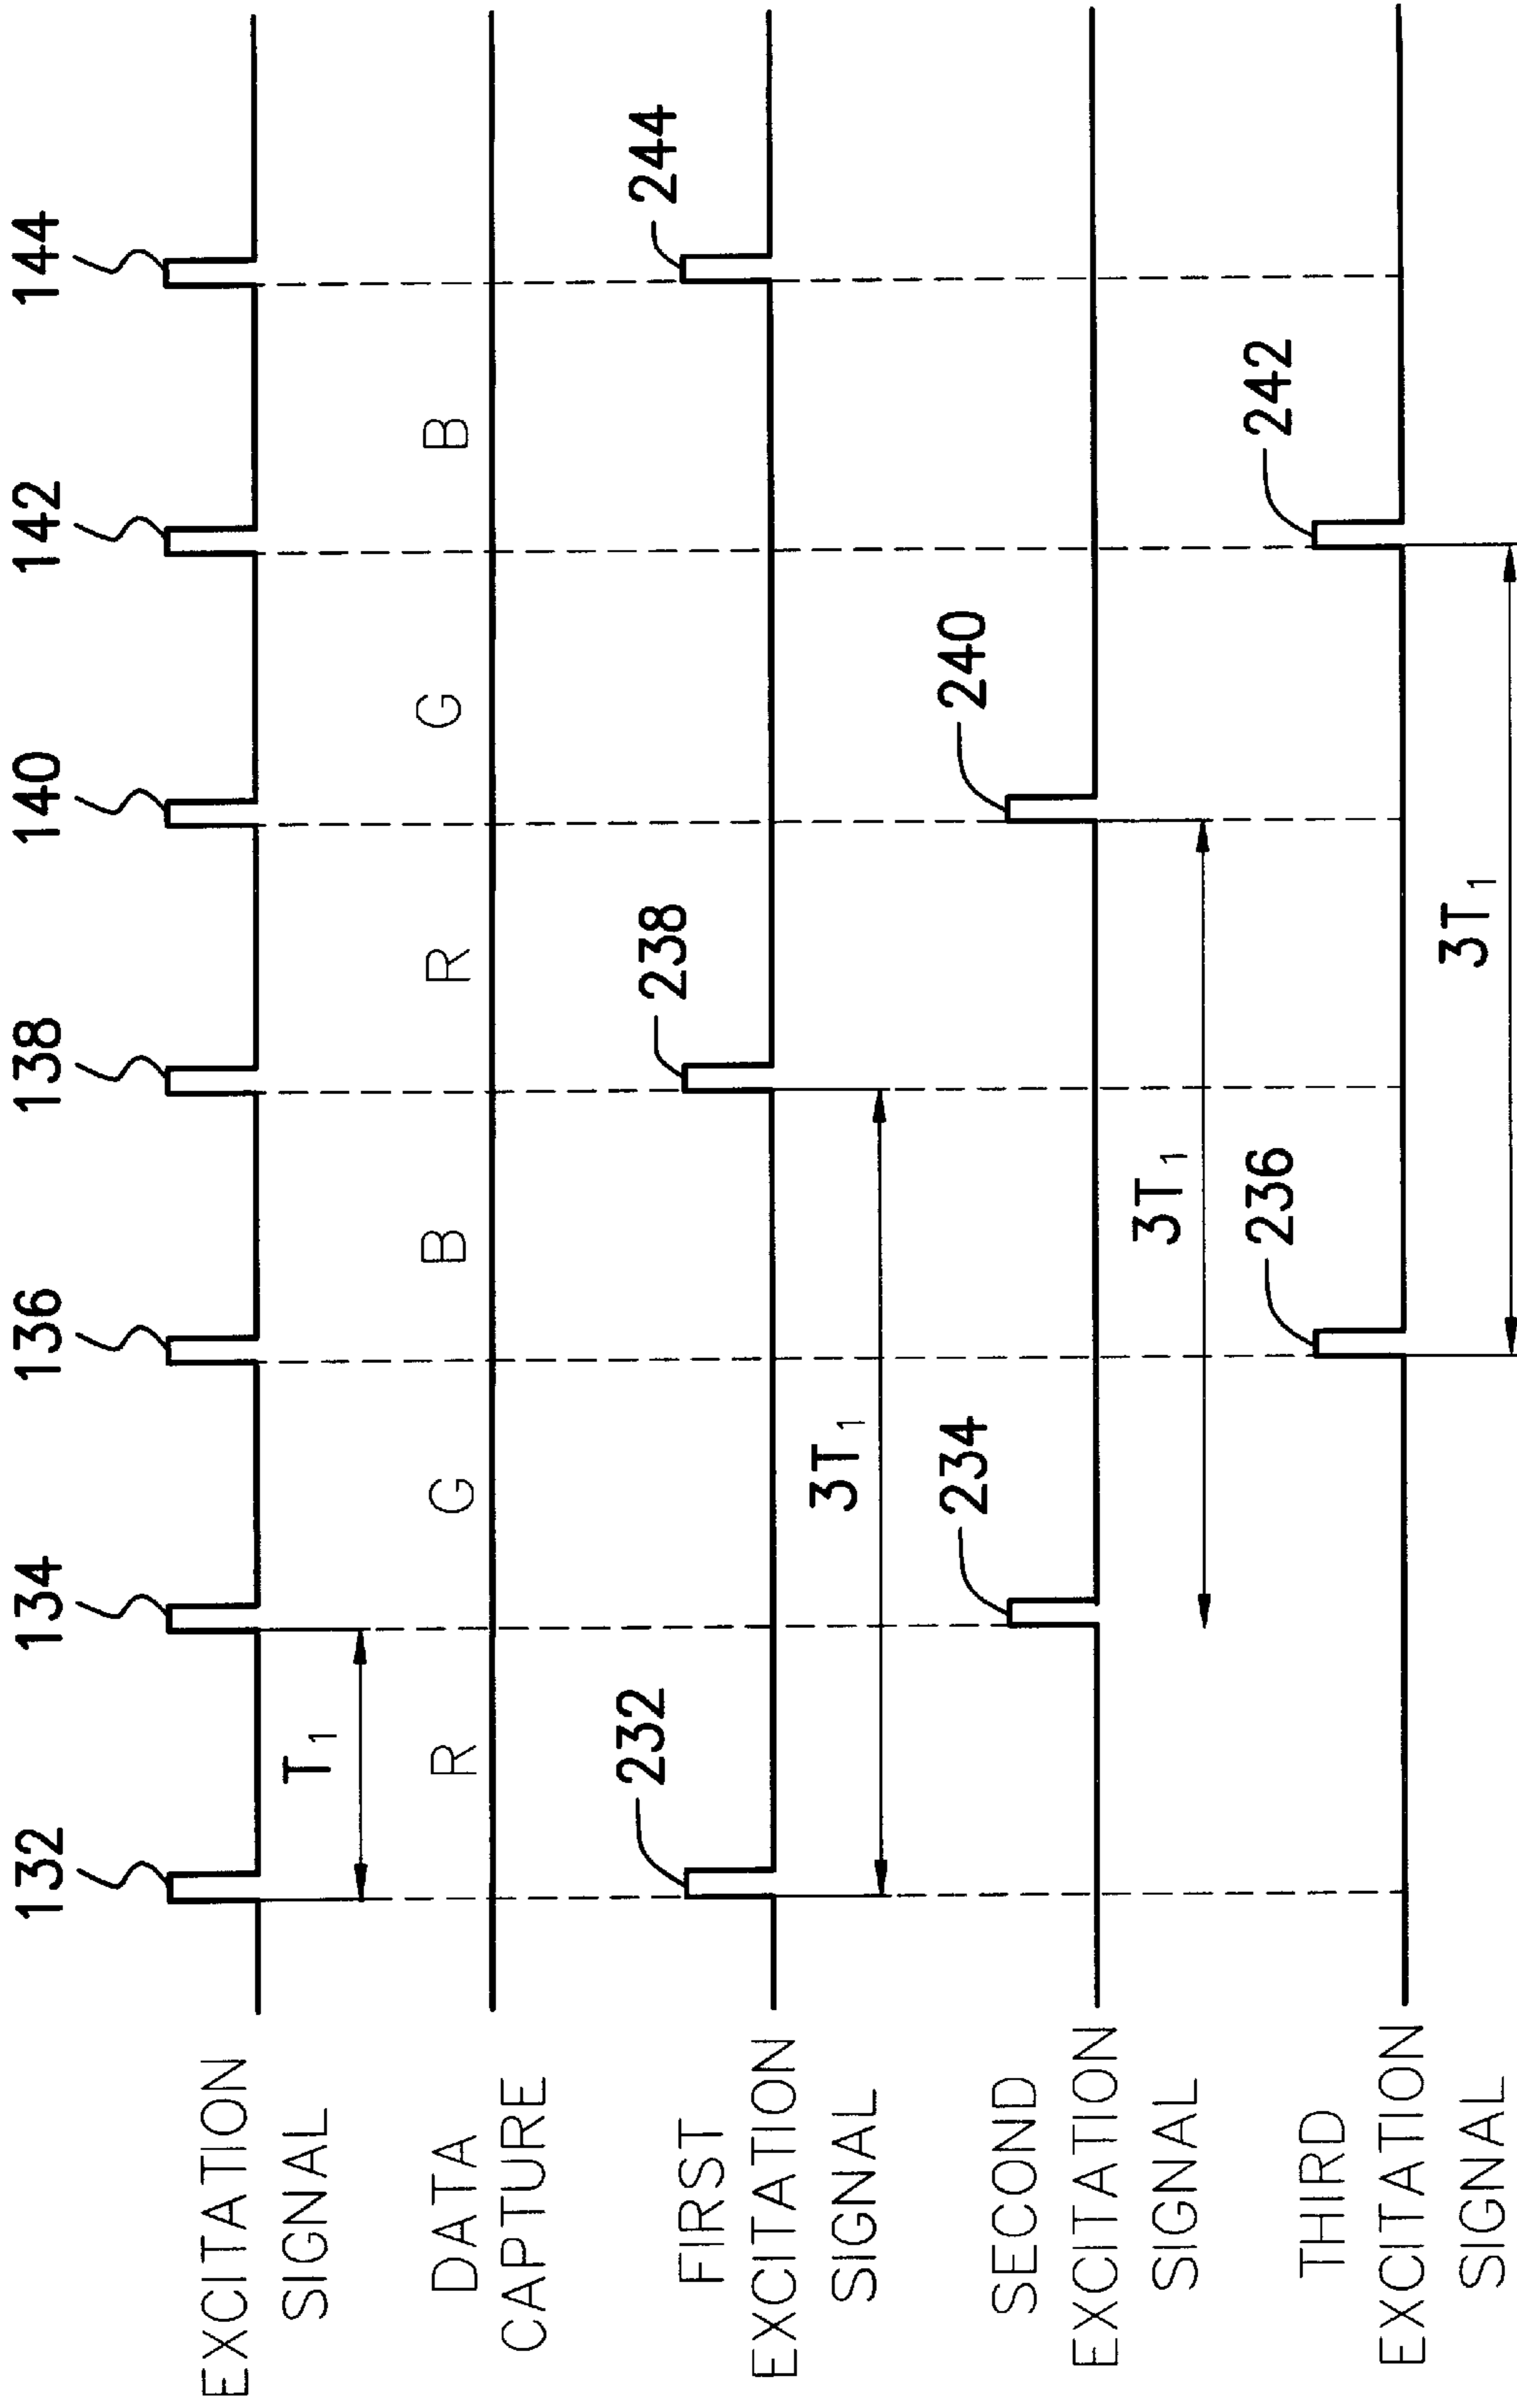 132 134 136 138 140 142 144
EXCITATION
SIGNAL
T1
DATA
CAPTURE
R G B R G B
232 238 244
FIRST
EXCITATION
SIGNAL
3T1
234 240
SECOND
EXCITATION
SIGNAL
3T1
236 242
THIRD
EXCITATION
SIGNAL
3T1